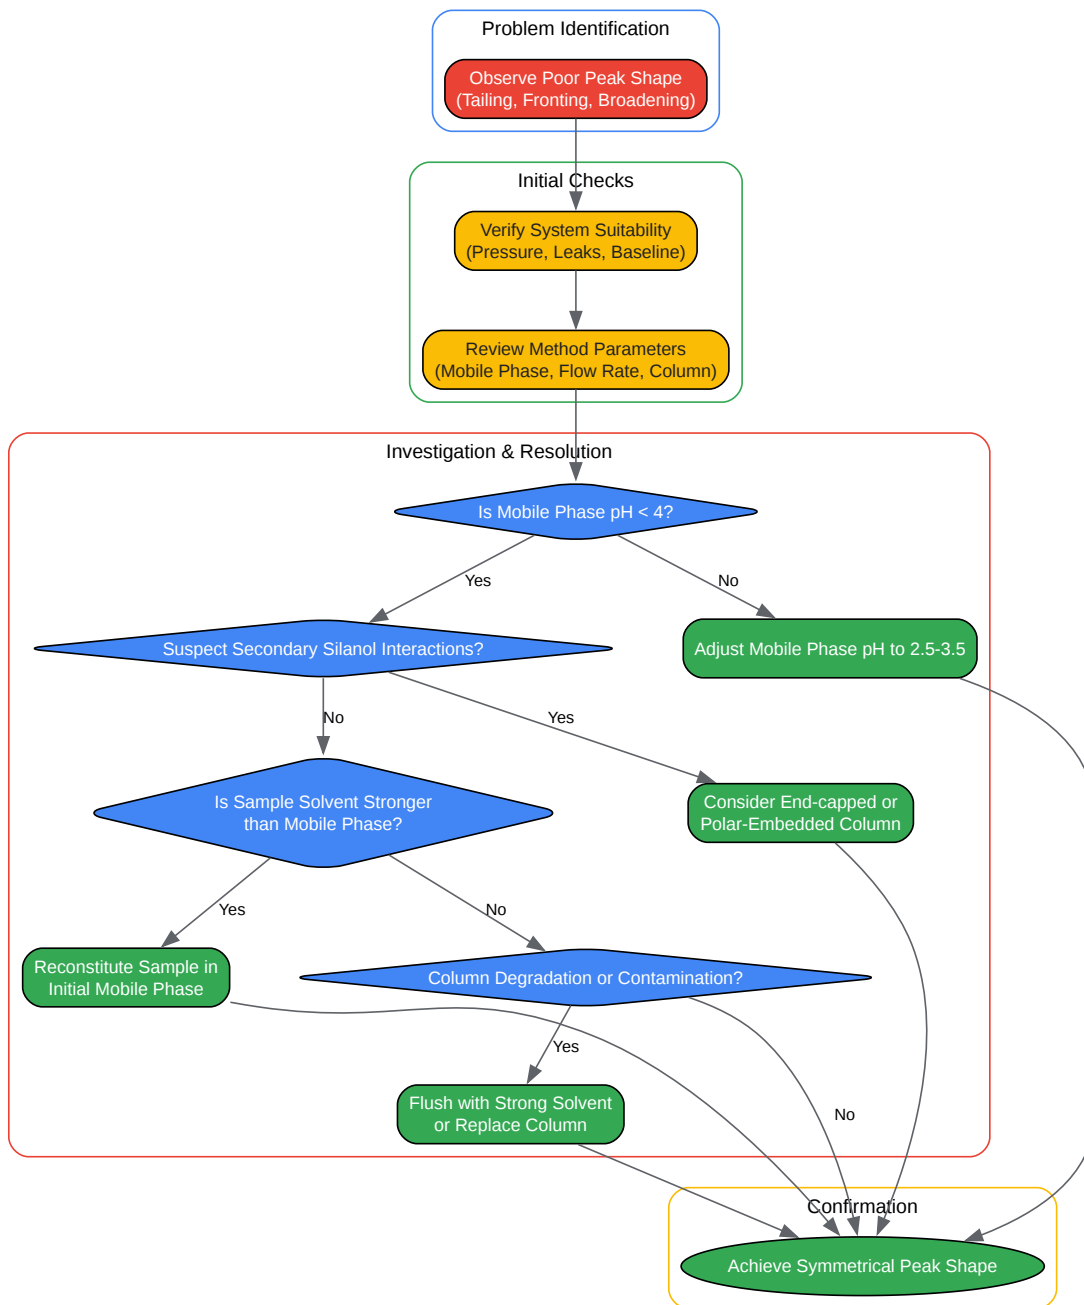 Problem Identification
Observe Poor Peak Shape
(Tailing, Fronting, Broadening)
Initial Checks
Verify System Suitability
(Pressure, Leaks, Baseline)
Review Method Parameters
(Mobile Phase, Flow Rate, Column)
Investigation & Resolution
Is Mobile Phase pH < 4?
Yes
No
Suspect Secondary Silanol Interactions?
Adjust Mobile Phase pH to 2.5-3.5
No
Yes
Is Sample Solvent Stronger
than Mobile Phase?
Consider End-capped or
Polar-Embedded Column
Yes
No
Reconstitute Sample in
Initial Mobile Phase
Column Degradation or Contamination?
Yes
No
Flush with Strong Solvent
or Replace Column
Confirmation
Achieve Symmetrical Peak Shape